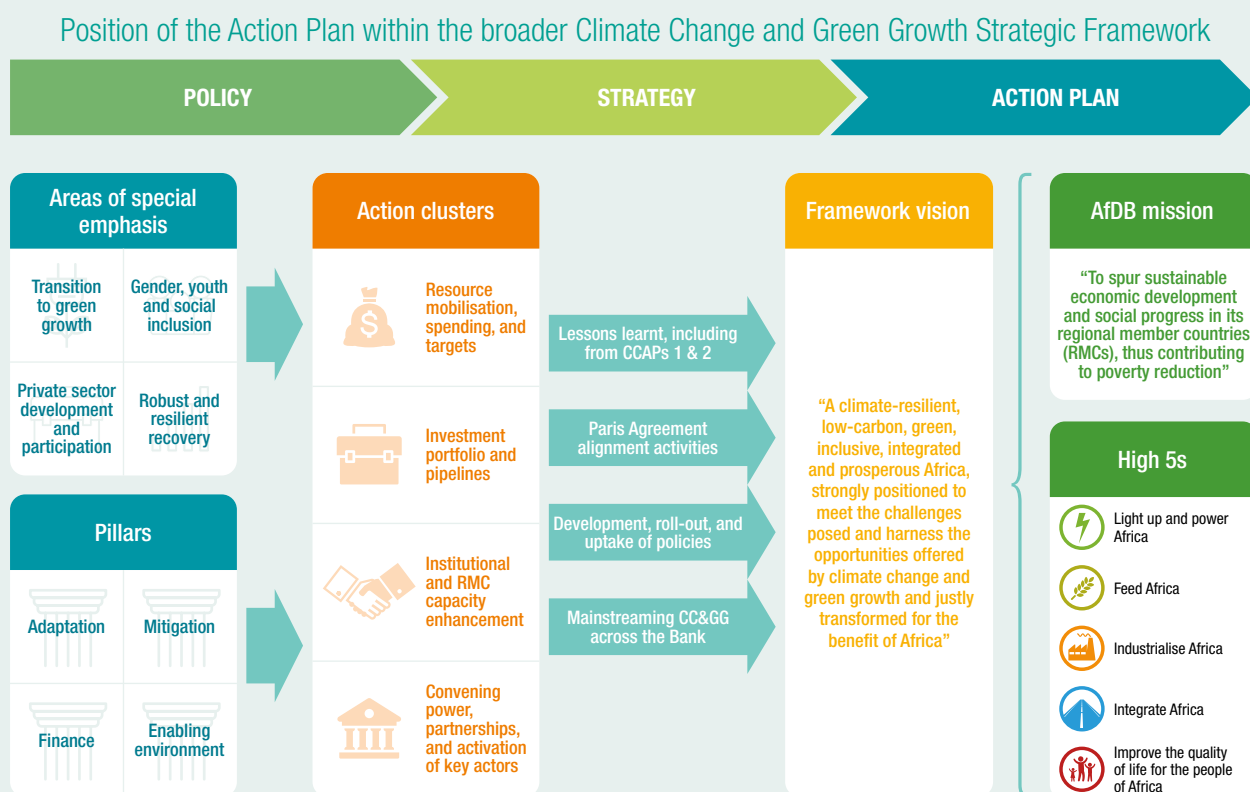 Position of the Action Plan within the broader Climate Change and Green Growth Strategic Framework
POLICY
STRATEGY
ACTION PLAN
Areas of special
emphasis
Transition
to green
growth
Gender, youth
and social
inclusion
Private sector
development
and
participation
Robust and
resilient
recovery
Pillars
Adaptation
Mitigation
Finance
Enabling
environment
Action clusters
$
Resource
mobilisation,
spending, and
targets
Investment
portfolio and
pipelines
Institutional
and RMC
capacity
enhancement
Convening
power,
partnerships,
and activation
of key actors
Lessons learnt, including
from CCAPs 1 & 2
Paris Agreement
alignment activities
Development, roll-out, and
uptake of policies
Mainstreaming CC&GG
across the Bank
Framework vision
“A climate-resilient,
low-carbon, green,
inclusive, integrated
and prosperous Africa,
strongly positioned to
meet the challenges
posed and harness the
opportunities offered
by climate change and
green growth and justly
transformed for the
benefit of Africa”
AfDB mission
“To spur sustainable
economic development
and social progress in its
regional member countries
(RMCs), thus contributing
to poverty reduction”
High 5s
Light up and power
Africa
Feed Africa
Industrialise Africa
Integrate Africa
Improve the quality
of life for the people
of Africa